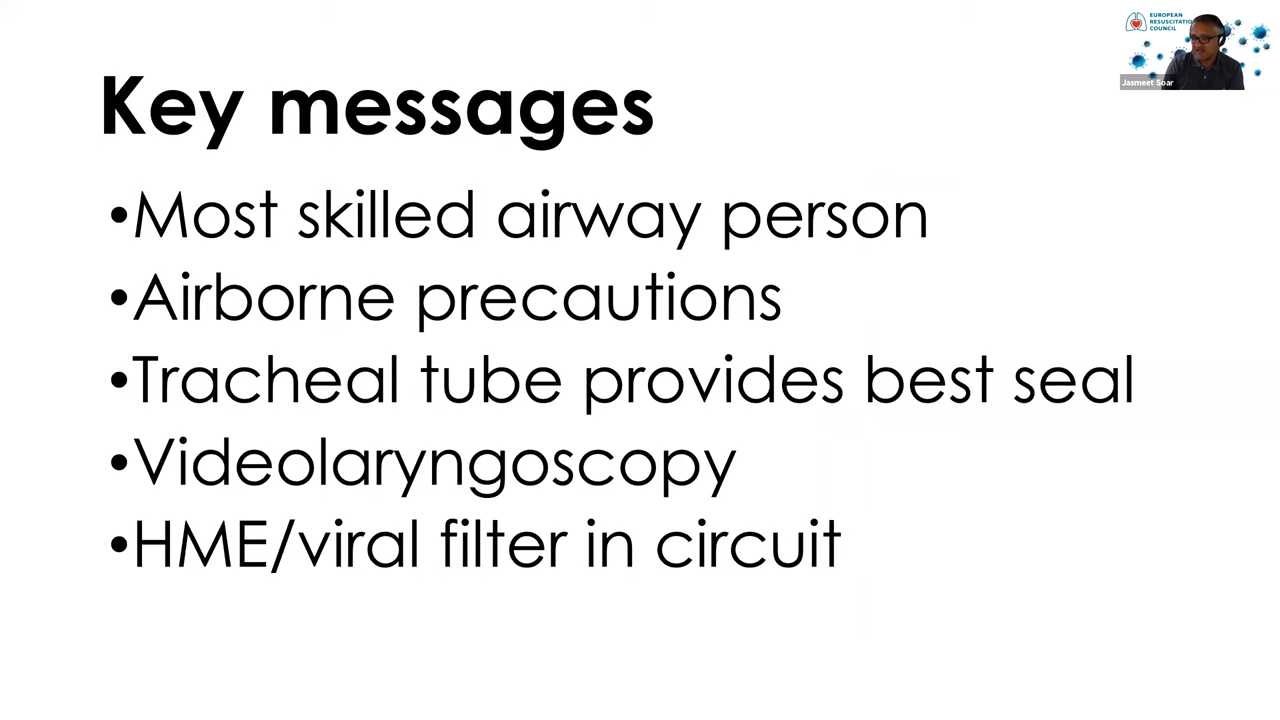 EUROPEAN
RESUSCITATIO
COUNCIL
Jasmeet Soar
Key messages
•Most skilled airway person
•Airborne precautions
•Tracheal tube provides best seal
•Videolaryngoscopy
•HME/viral filter in circuit